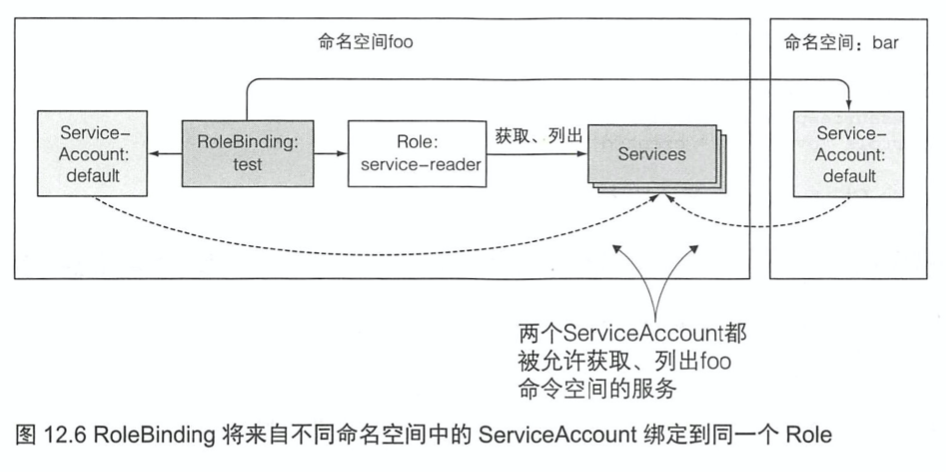 命名空间foo
命名空间：bar
Service-
Account:
default
RoleBinding:
test
Role:
service-reader
获取、列出
Services
Service-
Account:
default
两个ServiceAccount都
被允许获取、列出foo
命令空间的服务
图 12.6 RoleBinding 将来自不同命名空间中的 ServiceAccount 绑定到同一个 Role